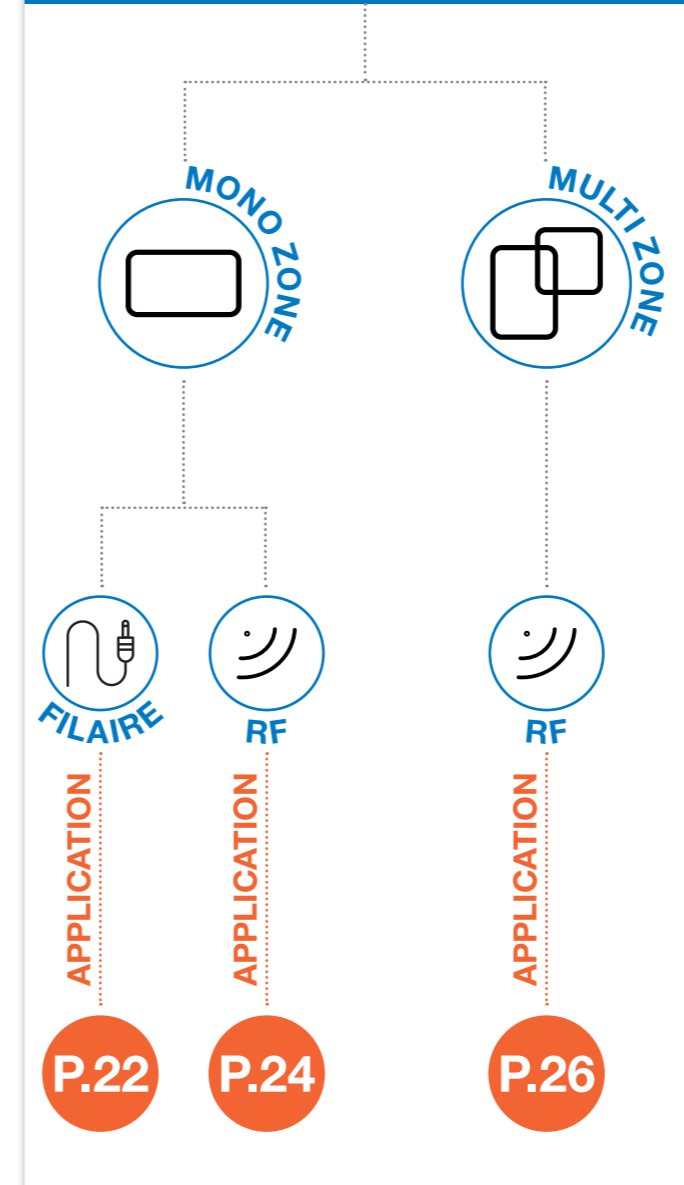 MONO ZONE
MULTI ZONE
FILAIRE
RF
RF
APPLICATION
APPLICATION
APPLICATION
P.22
P.24
P.26